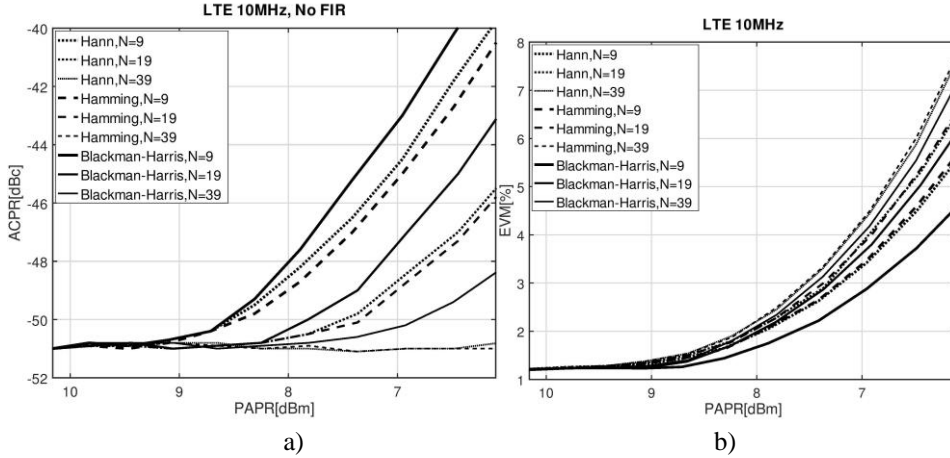 LTE 10MHz, No FIR
-40
-42
-44
-46
-48
-50
-52
ACPR[dBc]
Hann,N=9
Hann,N=19
Hann,N=39
Hamming,N=9
Hamming,N=19
Hamming,N=39
Blackman-Harris,N=9
Blackman-Harris,N=19
Blackman-Harris,N=39
10
9
8
7
PAPR[dBm]
a)
LTE 10MHz
8
7
6
5
4
3
2
1
EVM[%]
Hann,N=9
Hann,N=19
Hann,N=39
Hamming,N=9
Hamming,N=19
Hamming,N=39
Blackman-Harris,N=9
Blackman-Harris,N=19
Blackman-Harris,N=39
10
9
8
7
PAPR[dBm]
b)